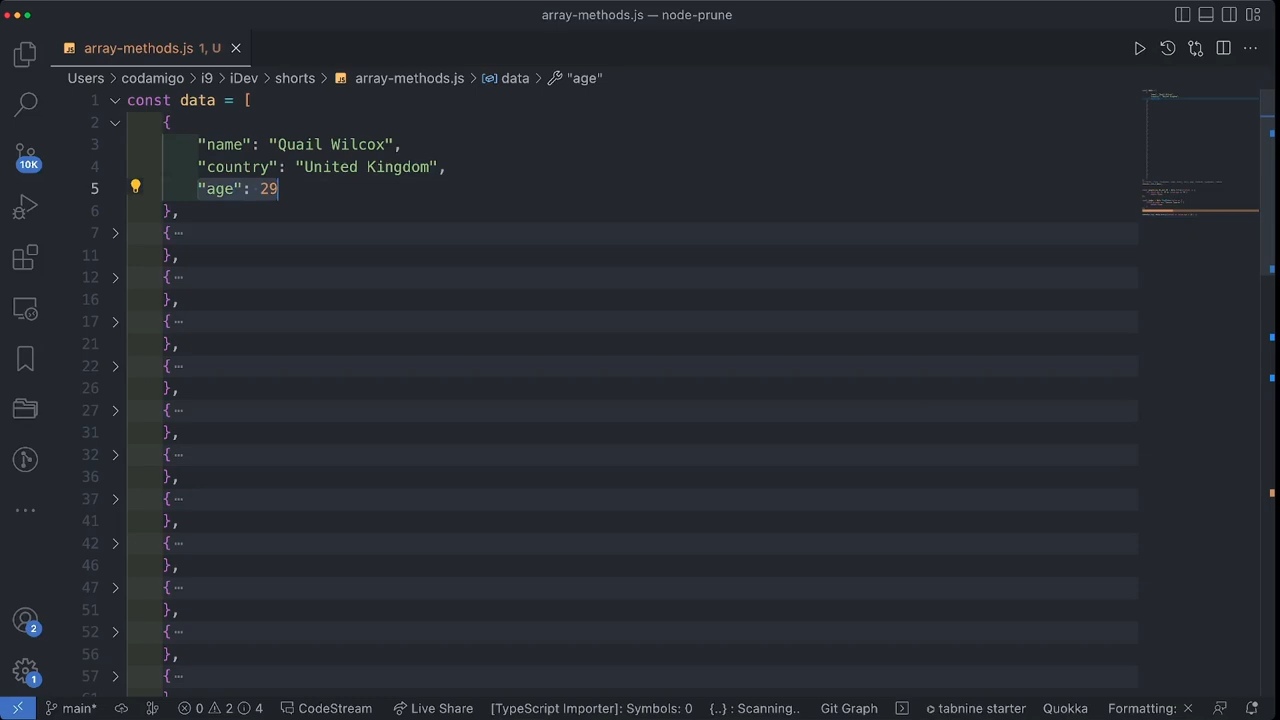 array-methods.js — node-prune
array-methods.js 1, U
Users > codamigo > i9 > iDev > shorts > array-methods.js > data > "age"
1 const data = [
2 {
3 "name": "Quail Wilcox",
4 "country": "United Kingdom",
5 "age": 29
6 },
7 { ⋯
11 },
12 { ⋯
16 },
17 { ⋯
21 },
22 { ⋯
26 },
27 { ⋯
31 },
32 { ⋯
36 },
37 { ⋯
41 },
42 { ⋯
46 },
47 { ⋯
51 },
52 { ⋯
56 },
57 { ⋯
10K
2
1
main* 0 2 4 CodeStream Live Share [TypeScript Importer]: Symbols: 0 {..} : Scanning.. Git Graph tabnine starter Quokka Formatting: ×